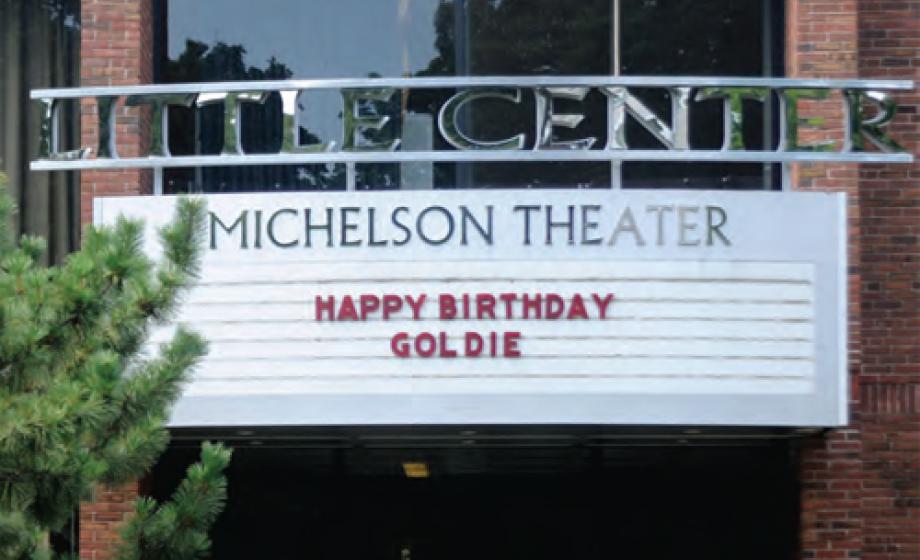 LITTLE CENTER
MICHELSON THEATER
HAPPY BIRTHDAY
GOLDIE